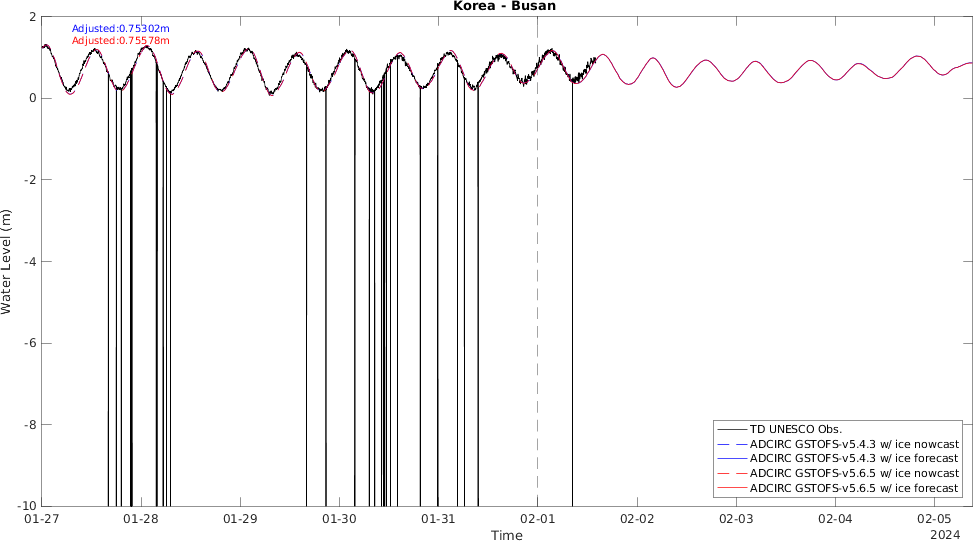 Korea - Busan
Adjusted:0.75302m
Adjusted:0.75578m
Water Level (m)
2
0
-2
-4
-6
-8
-10
01-27 01-28 01-29 01-30 01-31 02-01 02-02 02-03 02-04 02-05
Time
2024
TD UNESCO Obs.
ADCIRC GSTOFS-v5.4.3 w/ ice nowcast
ADCIRC GSTOFS-v5.4.3 w/ ice forecast
ADCIRC GSTOFS-v5.6.5 w/ ice nowcast
ADCIRC GSTOFS-v5.6.5 w/ ice forecast